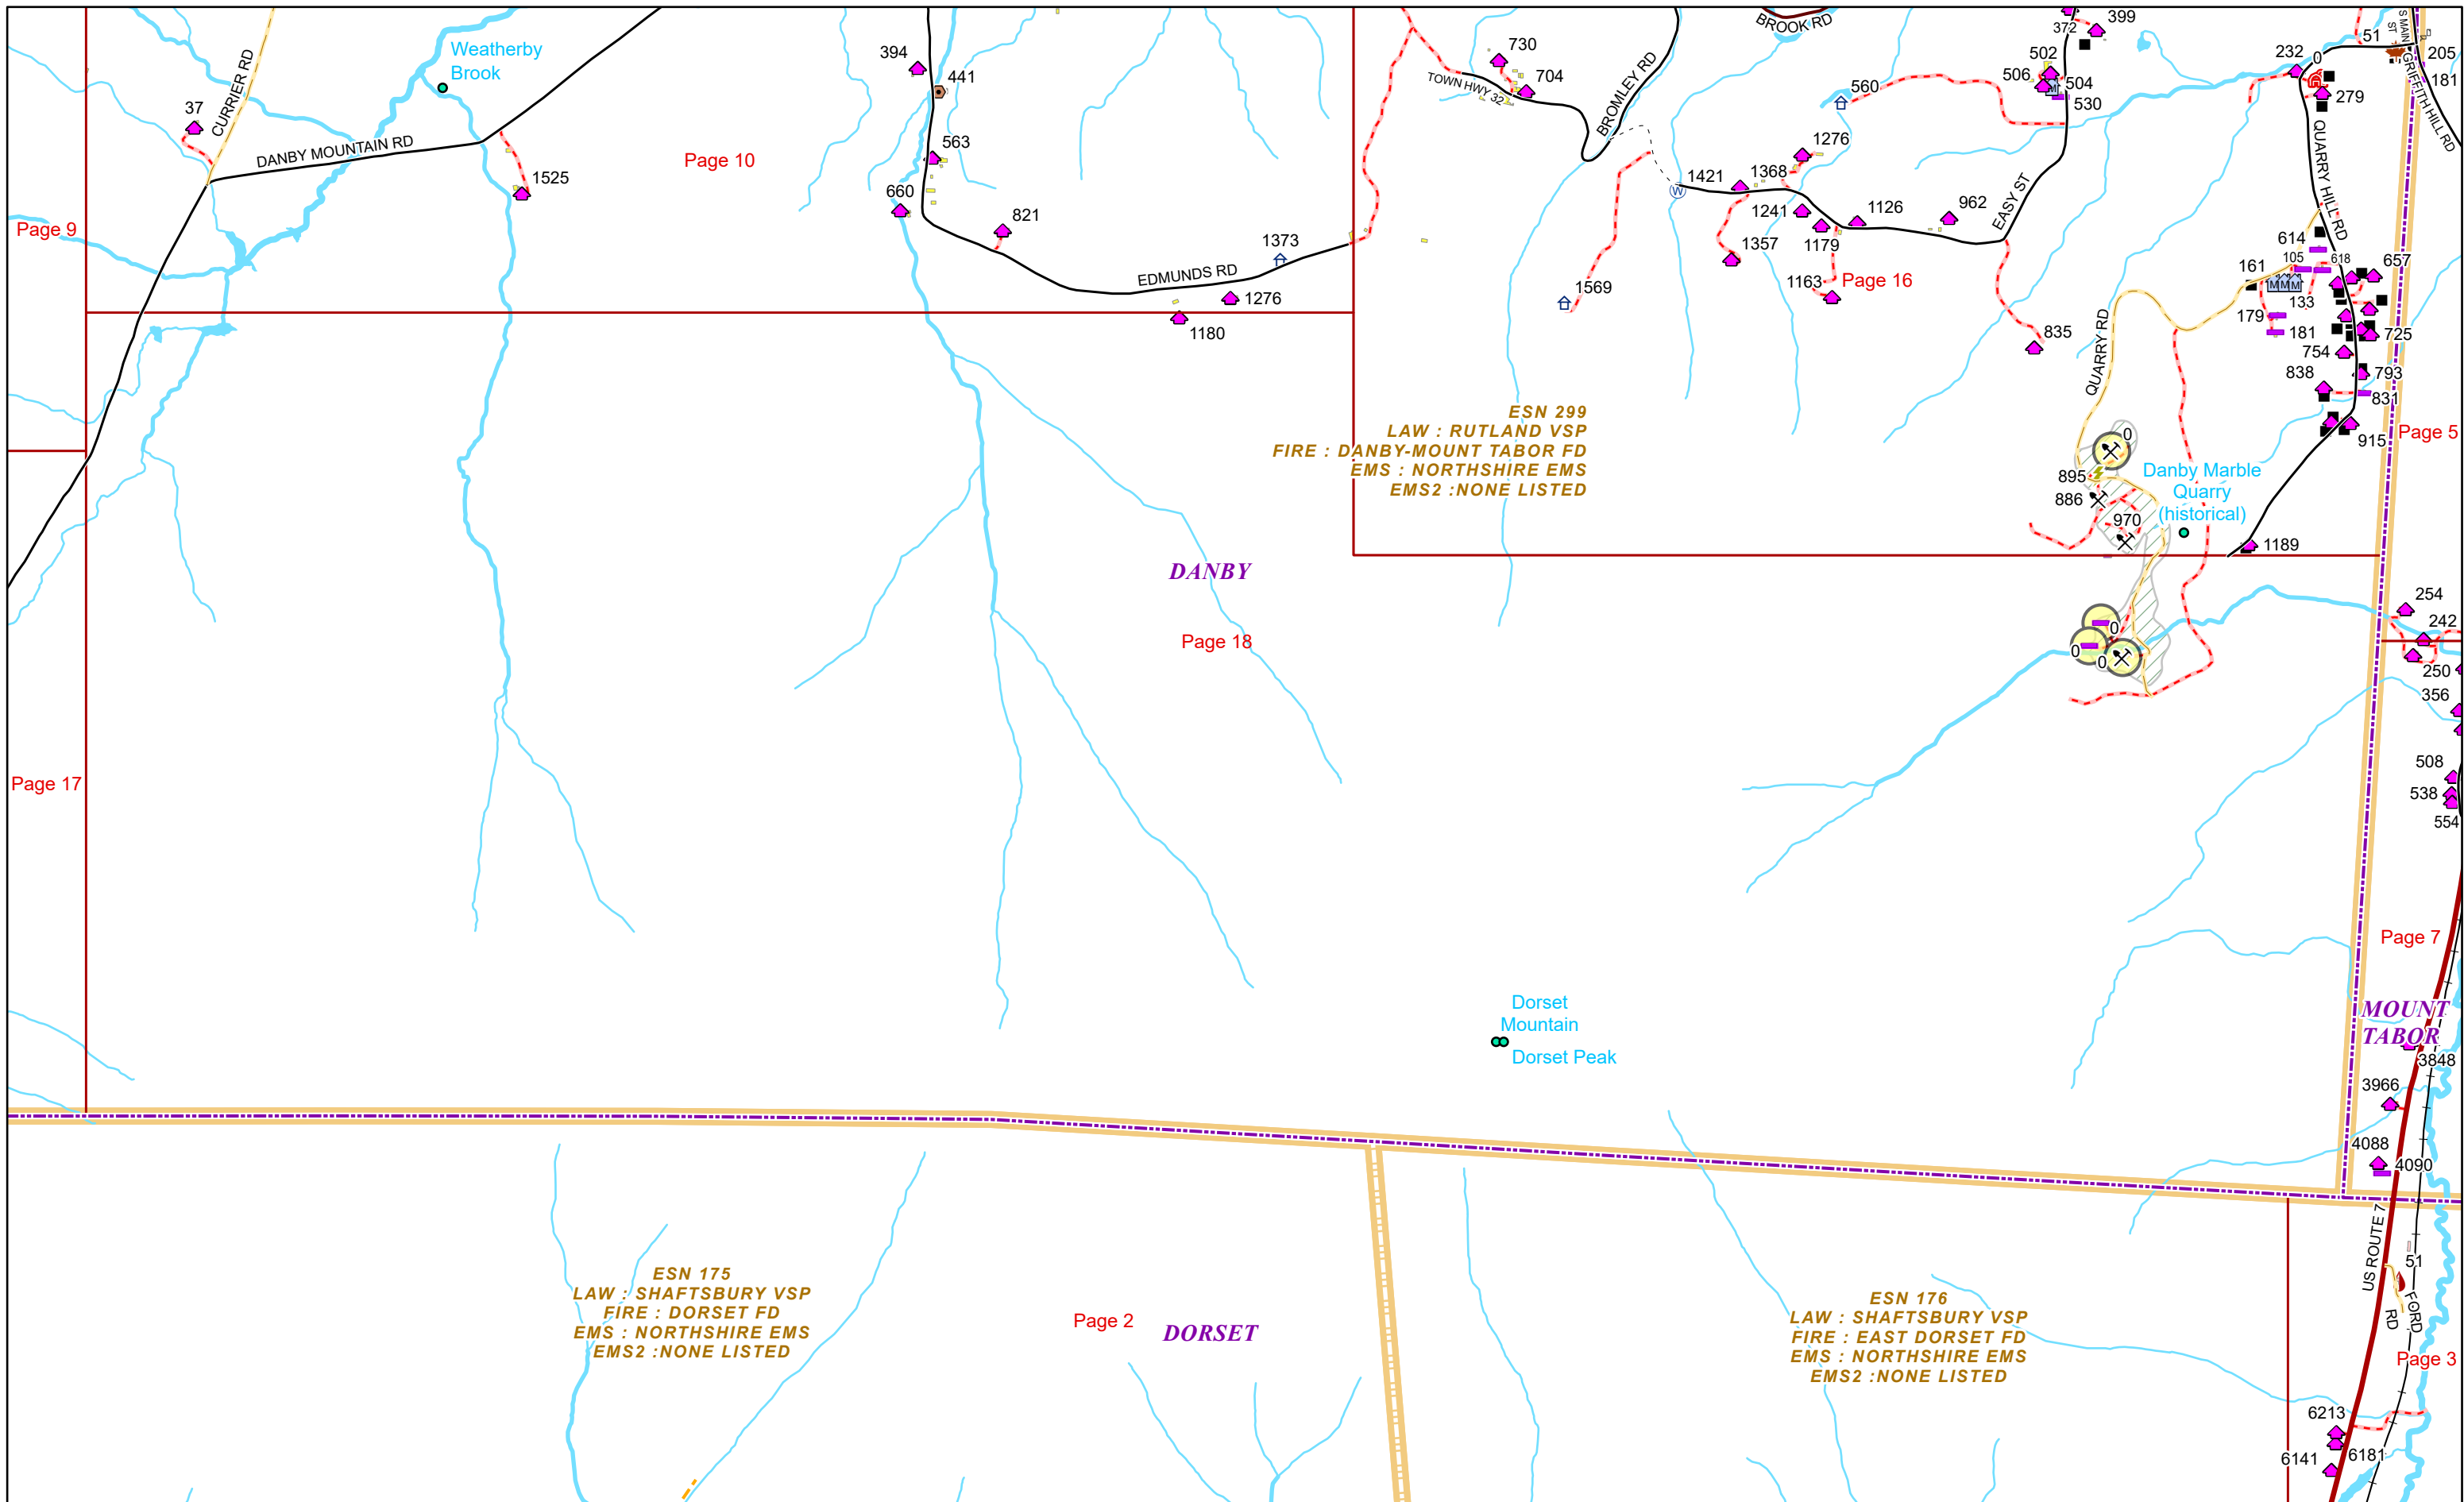 BROOK RD
372
399
S MAIN
ST
51
205
232
0
181
GRIFFITH HILL RD
279
Weatherby
Brook
394
441
730
704
TOWN HWY 32
BROMLEY RD
502
506
504
M
530
560
37
CURRIER RD
DANBY MOUNTAIN RD
Page 10
563
1525
660
821
1373
EDMUNDS RD
1276
1180
Page 9
1276
1368
1421
W
1241
1357
1179
1126
962
EASY ST
1163
Page 16
1569
835
QUARRY HILL RD
614
105
618
657
161
M
M
M
133
179
181
725
754
838
793
831
915
QUARRY RD
Page 5
ESN 299
LAW : RUTLAND VSP
FIRE : DANBY-MOUNT TABOR FD
EMS : NORTHSHIRE EMS
EMS2 :NONE LISTED
0
895
886
970
Danby Marble
Quarry
(historical)
1189
DANBY
Page 18
254
242
250
356
0
0
0
Page 17
508
538
554
Page 7
Dorset
Mountain
Dorset Peak
MOUNT
TABOR
3848
3966
4088
4090
US ROUTE 7
51
FORD
RD
ESN 175
LAW : SHAFTSBURY VSP
FIRE : DORSET FD
EMS : NORTHSHIRE EMS
EMS2 :NONE LISTED
Page 2
DORSET
ESN 176
LAW : SHAFTSBURY VSP
FIRE : EAST DORSET FD
EMS : NORTHSHIRE EMS
EMS2 :NONE LISTED
Page 3
6213
6141
6181